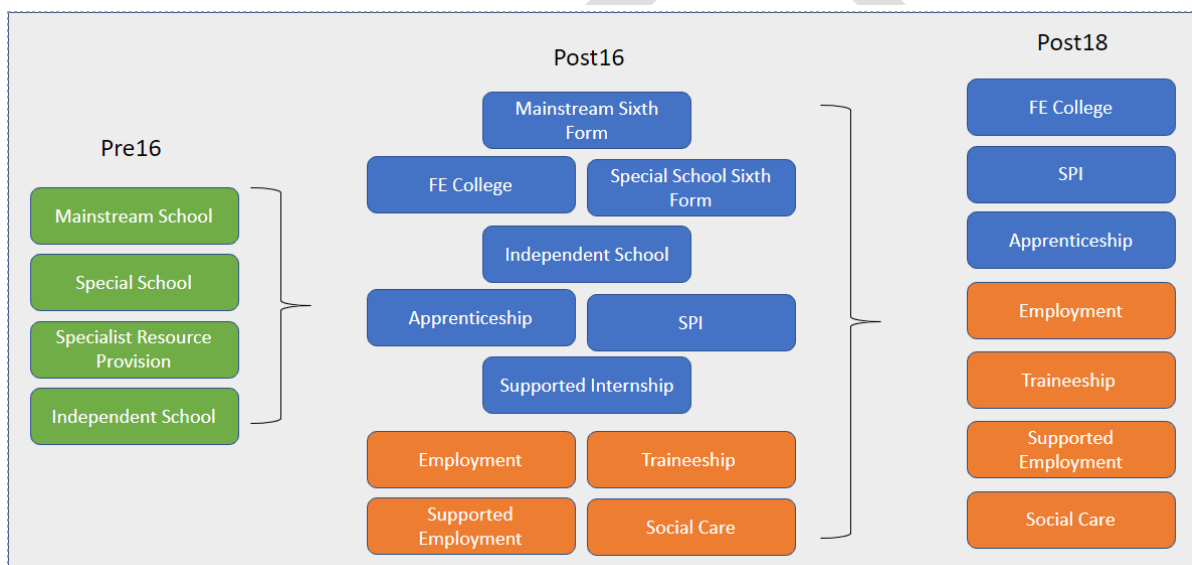 Pre16
Mainstream School
Special School
Specialist Resource
Provision
Independent School
Post16
Mainstream Sixth
Form
FE College
Special School Sixth
Form
Independent School
Apprenticeship
SPI
Supported Internship
Employment
Traineeship
Supported
Employment
Social Care
Post18
FE College
SPI
Apprenticeship
Employment
Traineeship
Supported
Employment
Social Care